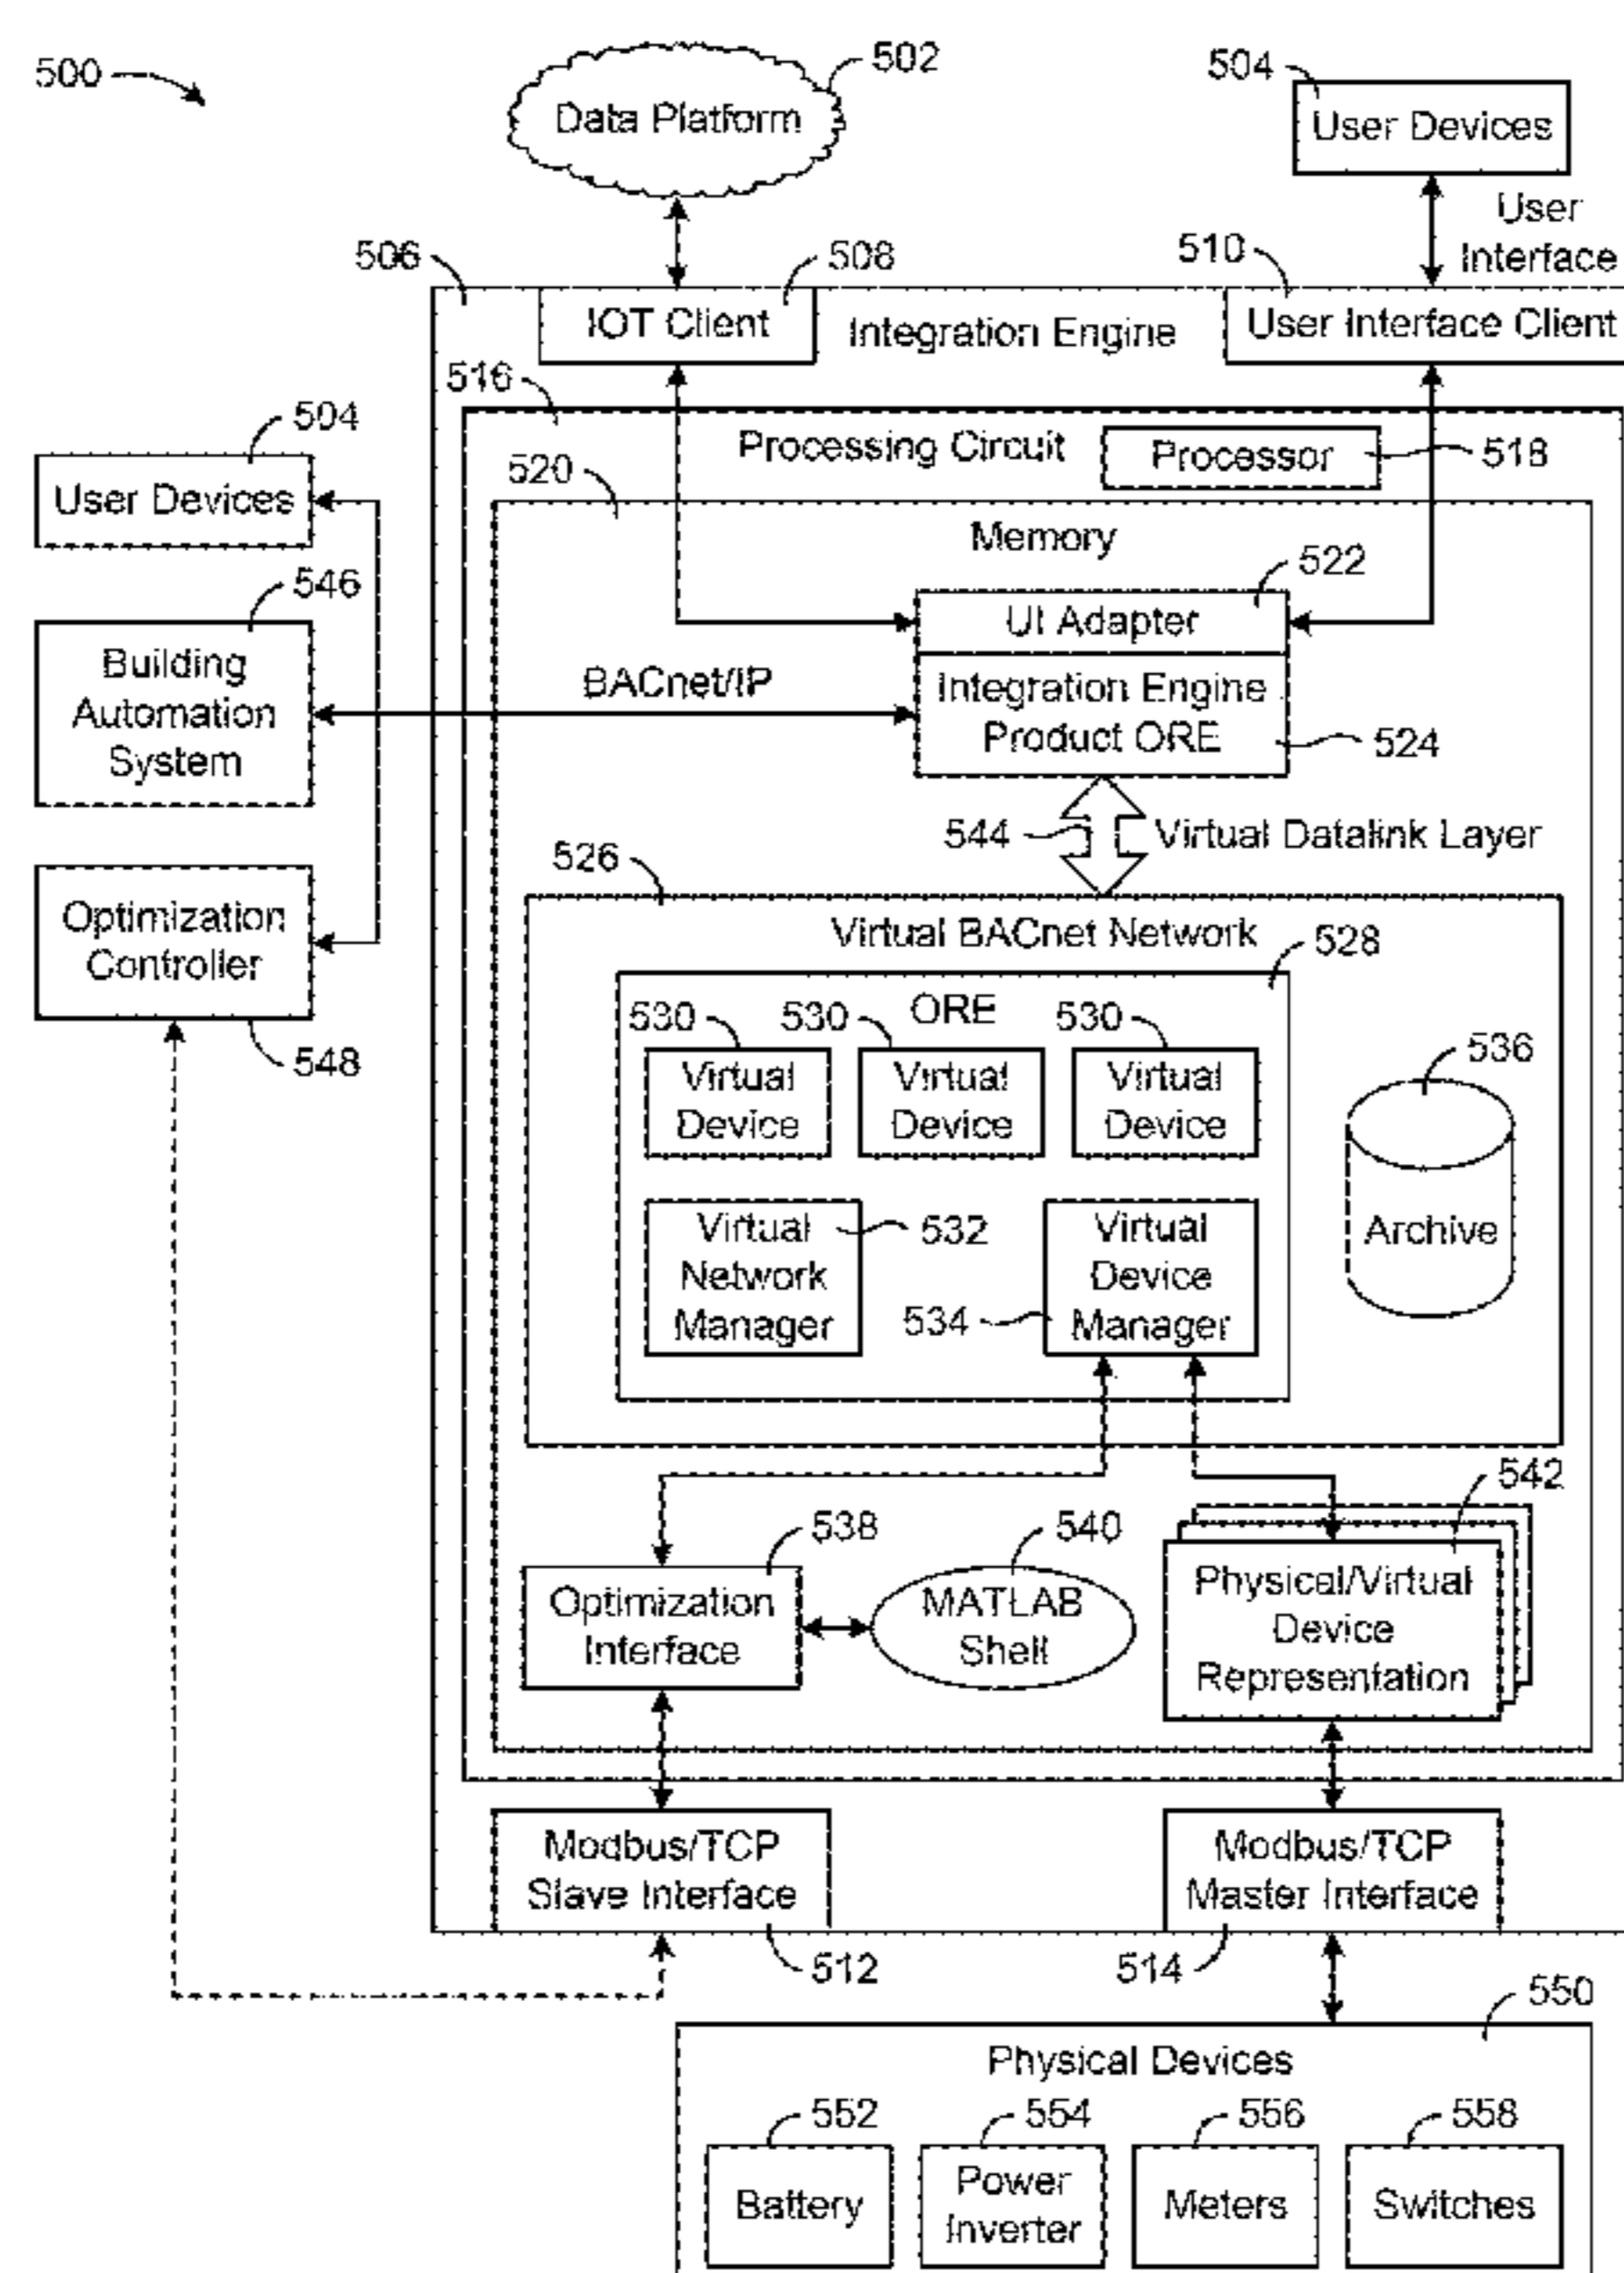 500
502
Data Platform
504
User Devices
User
Interface
506
508
510
IOT Client
Integration Engine
User Interface Client
516
Processing Circuit
Processor
518
504
User Devices
520
Memory
522
UI Adapter
546
Building
Automation
System
BACnet/IP
Integration Engine
Product ORE
524
544
Virtual Datalink Layer
526
Optimization
Controller
548
Virtual BACnet Network
528
ORE
530
530
530
Virtual
Device
Virtual
Device
Virtual
Device
536
Archive
Virtual
Network
Manager
532
Virtual
Device
Manager
534
542
538
540
Optimization
Interface
MATLAB
Shell
Physical/Virtual
Device
Representation
Modbus/TCP
Slave Interface
Modbus/TCP
Master Interface
512
514
550
Physical Devices
552
554
556
558
Battery
Power
Inverter
Meters
Switches